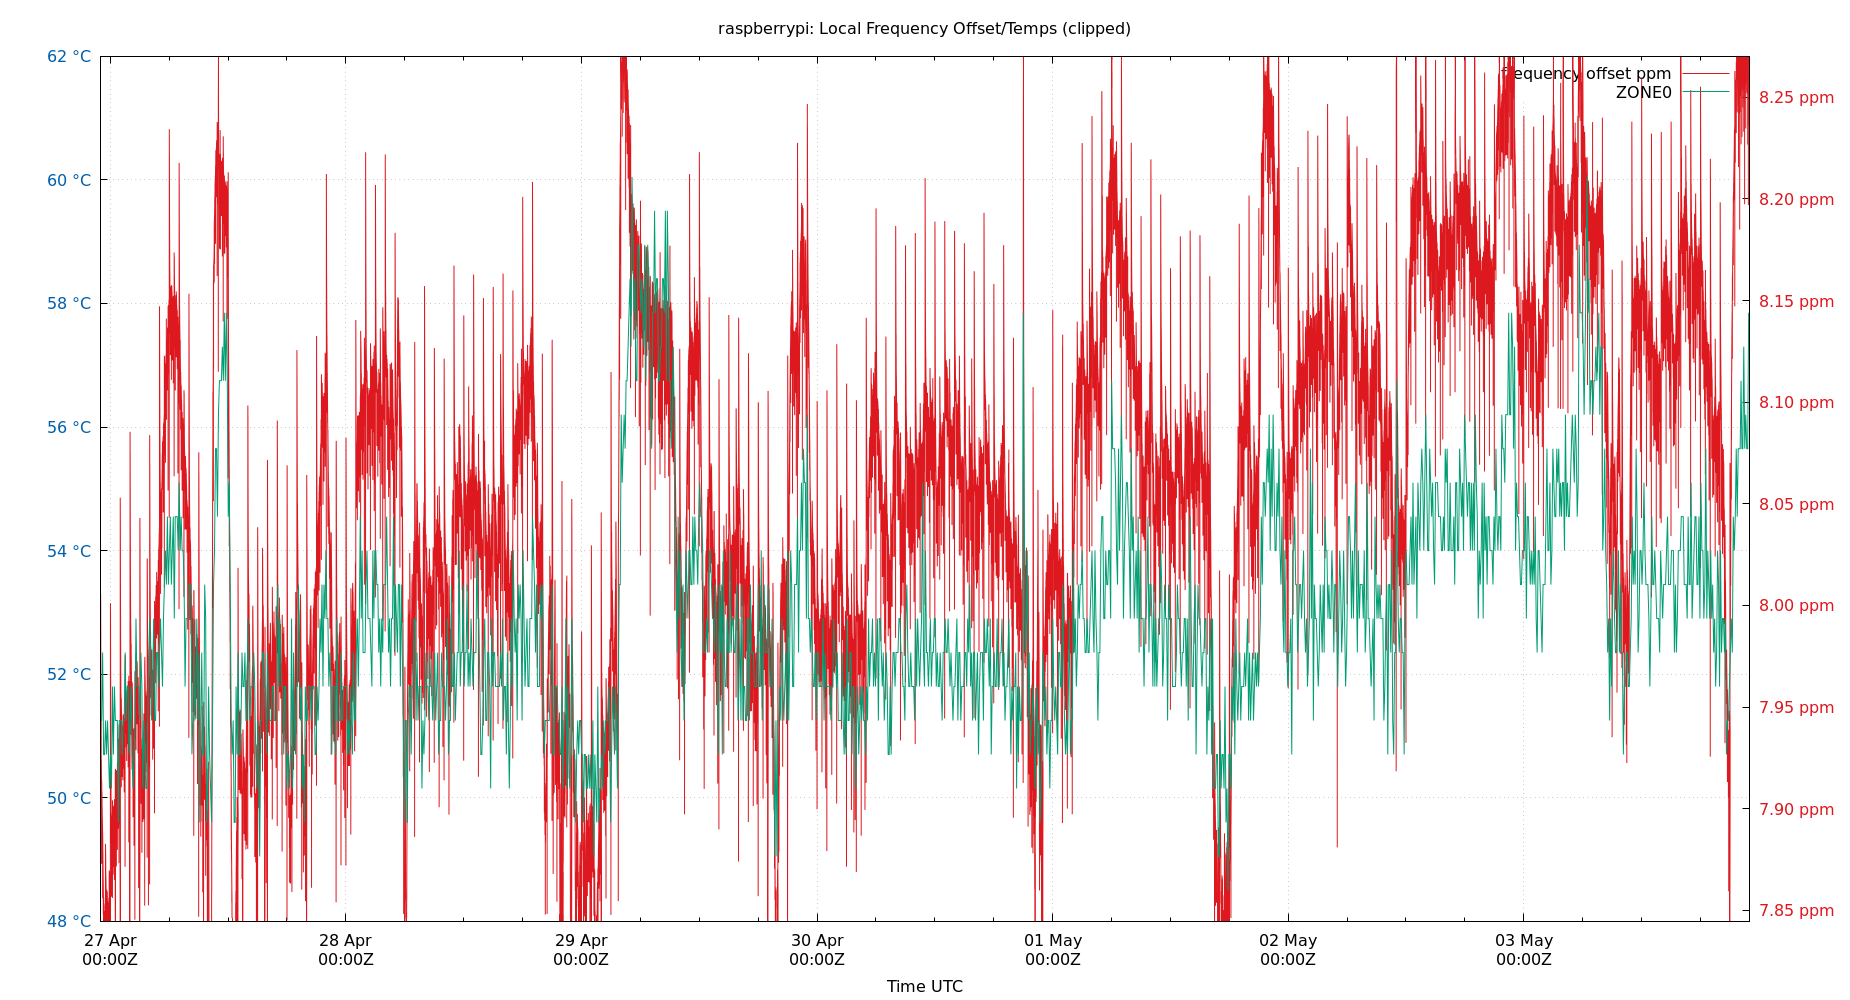 raspberrypi: Local Frequency Offset/Temps (clipped)
62 °C
60 °C
58 °C
56 °C
54 °C
52 °C
50 °C
48 °C
frequency offset ppm
ZONE0
8.25 ppm
8.20 ppm
8.15 ppm
8.10 ppm
8.05 ppm
8.00 ppm
7.95 ppm
7.90 ppm
7.85 ppm
27 Apr
00:00Z
28 Apr
00:00Z
29 Apr
00:00Z
30 Apr
00:00Z
01 May
00:00Z
02 May
00:00Z
03 May
00:00Z
Time UTC